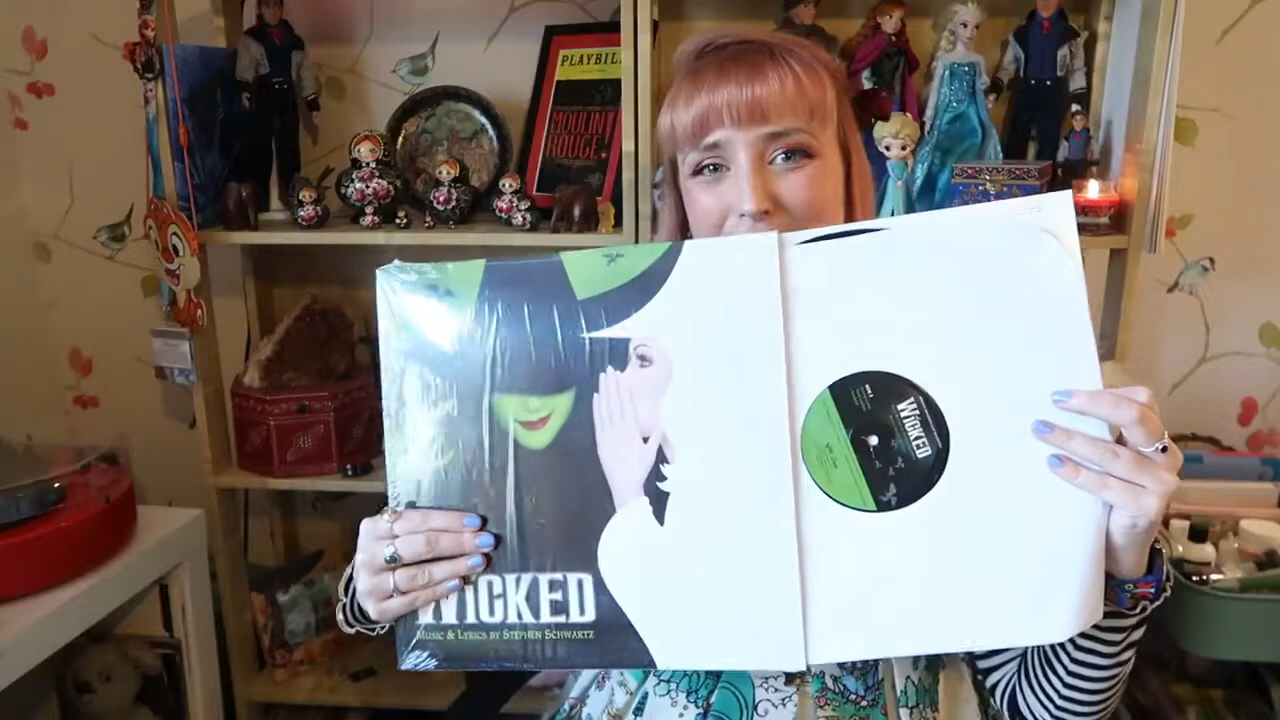 PLAYBILL
MOULIN
ROUGE!
WICKED
WICKED
MUSIC & LYRICS BY STEPHEN SCHWARTZ